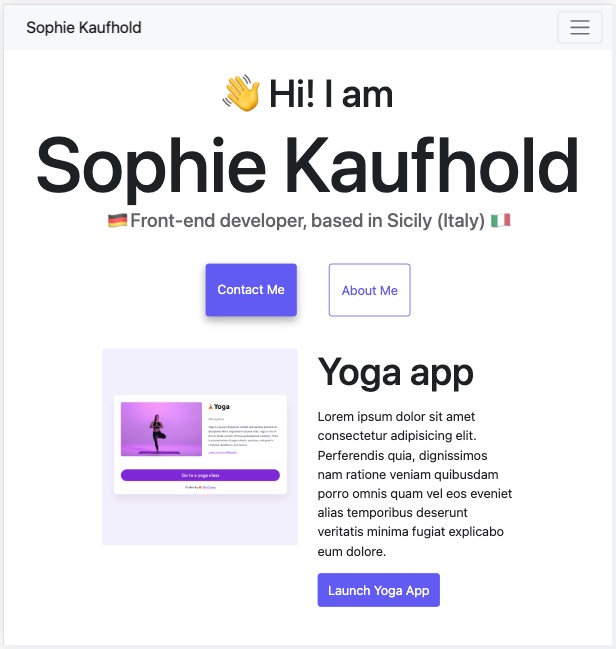 Sophie Kaufhold
👋 Hi! I am
Sophie Kaufhold
🇩🇪 Front-end developer, based in Sicily (Italy) 🇮🇹
Contact Me
About Me
Yoga app
Lorem ipsum dolor sit amet
consectetur adipisicing elit.
Perferendis quia, dignissimos
nam ratione veniam quibusdam
porro omnis quam vel eos eveniet
alias temporibus deserunt
veritatis minima fugiat explicabo
eum dolore.
Launch Yoga App
Yoga
Go to a yoga class